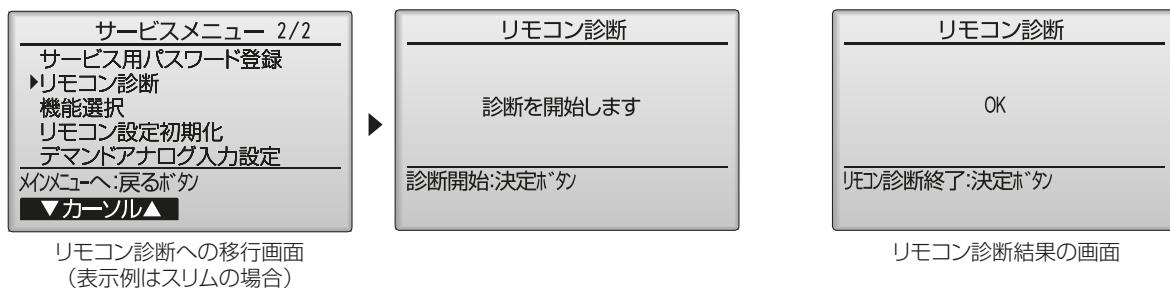 サービスメニュー 2/2
サービス用パスワード登録
▶リモコン診断
機能選択
リモコン設定初期化
デマンドアナログ入力設定
メインメニューへ:戻るボタン
▼カーソル▲
リモコン診断への移行画面
(表示例はスリムの場合)
リモコン診断
診断を開始します
診断開始:決定ボタン
リモコン診断
OK
リモコン診断終了:決定ボタン
リモコン診断結果の画面